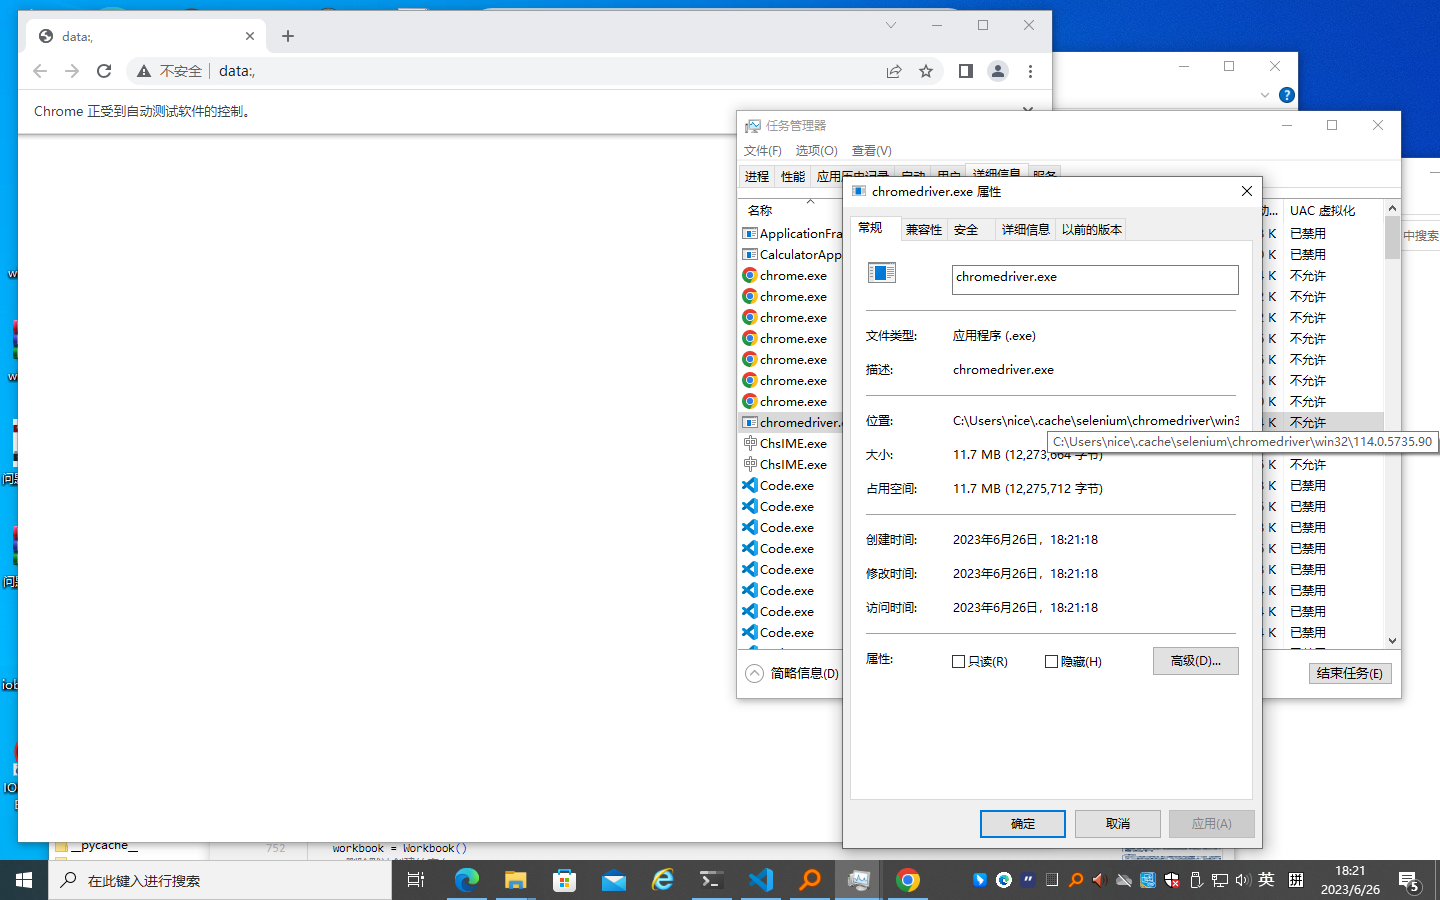 data:,
不安全
data:,
Chrome 正受到自动测试软件的控制。
任务管理器
文件(F) 选项(O) 查看(V)
进程 性能 应用历史记录 启动 用户 详细信息 服务
名称
UAC 虚拟化
ApplicationFra
已禁用
CalculatorApp
已禁用
chrome.exe
不允许
chrome.exe
不允许
chrome.exe
不允许
chrome.exe
不允许
chrome.exe
不允许
chrome.exe
不允许
chrome.exe
不允许
chromedriver.
不允许
ChsIME.exe
ChsIME.exe
不允许
Code.exe
已禁用
Code.exe
已禁用
Code.exe
已禁用
Code.exe
已禁用
Code.exe
已禁用
Code.exe
已禁用
Code.exe
已禁用
Code.exe
已禁用
简略信息(D)
结束任务(E)
中搜索
chromedriver.exe 属性
常规 兼容性 安全 详细信息 以前的版本
chromedriver.exe
文件类型: 应用程序 (.exe)
描述: chromedriver.exe
位置: C:\Users\nice\.cache\selenium\chromedriver\win3
C:\Users\nice\.cache\selenium\chromedriver\win32\114.0.5735.90
大小: 11.7 MB (12,273,664 字节)
占用空间: 11.7 MB (12,275,712 字节)
创建时间: 2023年6月26日，18:21:18
修改时间: 2023年6月26日，18:21:18
访问时间: 2023年6月26日，18:21:18
属性: 只读(R) 隐藏(H) 高级(D)...
确定 取消 应用(A)
__pycache__
752 workbook = Workbook()
在此键入进行搜索
英
拼
18:21
2023/6/26
5